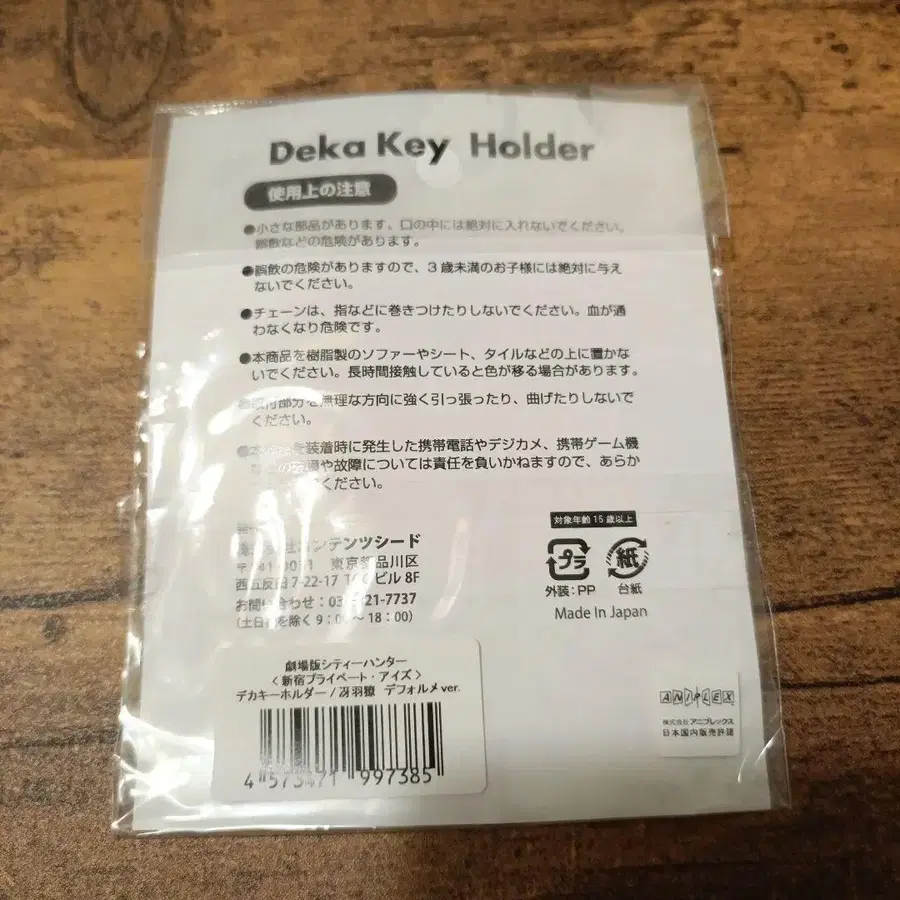 Deka Key Holder
使用上の注意
●小さな部品があります。口の中には絶対に入れないでください。
誤飲などの危険があります。
●誤飲の危険がありますので、3歳未満のお子様には絶対に与え
ないでください。
●チェーンは、指などに巻きつけたりしないでください。血が通
わなくなり危険です。
●本商品を樹脂製のソファーやシート、タイルなどの上に置かな
いでください。長時間接触していると色が移る場合があります。
●取付部分を無理な方向に強く引っ張ったり、曲げたりしないで
ください。
●を装着時に発生した携帯電話やデジカメ、携帯ゲーム機
や故障については責任を負いかねますので、あらか
ください。
コンテンツシード
東京都品川区
西五反田7-22-17 TOCビル 8F
お問い合わせ:
(土日祝を除く 9:00~18:00)
対象年齢 15 歳以上
プラ
紙
外装:PP
台紙
Made In Japan
劇場版シティーハンター
<新宿プライベート・アイズ>
デカキーホルダー / 冴羽獠 デフォルメver.
4 573471 997385
ANIPLEX
株式会社 アニプレックス
日本国内販売許諾